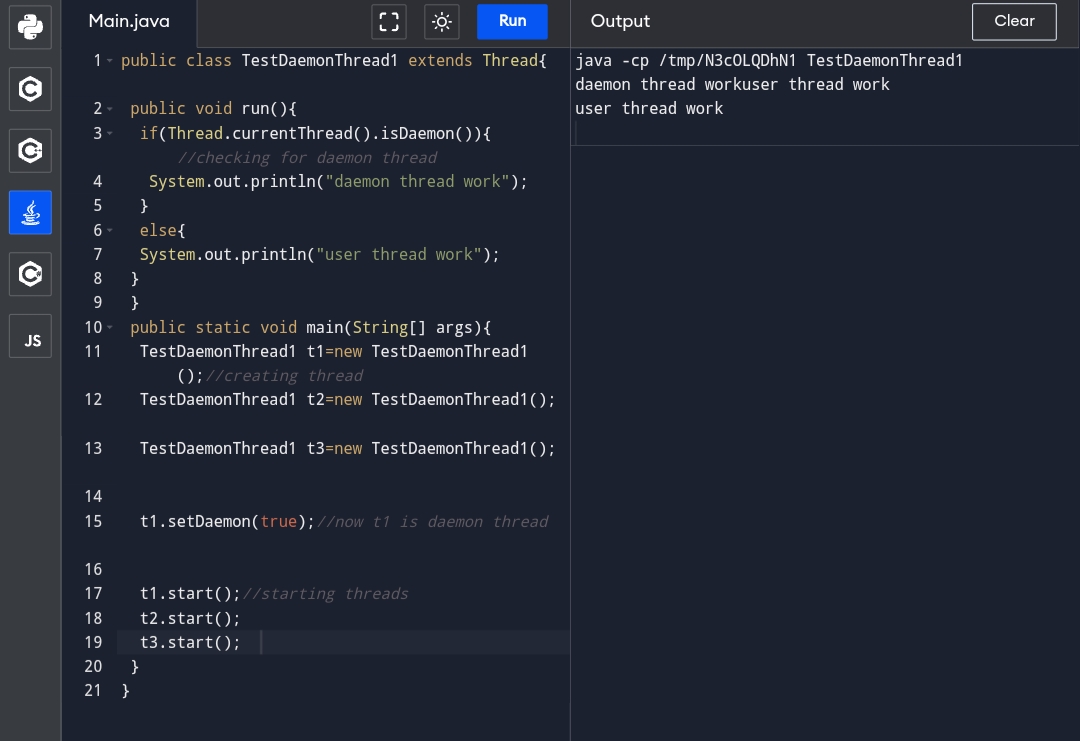 Main.java
Run
Output
Clear
1 public class TestDaemonThread1 extends Thread{
2 public void run(){
3 if(Thread.currentThread().isDaemon()){
//checking for daemon thread
4 System.out.println("daemon thread work");
5 }
6 else{
7 System.out.println("user thread work");
8 }
9 }
10 public static void main(String[] args){
11 TestDaemonThread1 t1=new TestDaemonThread1
();//creating thread
12 TestDaemonThread1 t2=new TestDaemonThread1();
13 TestDaemonThread1 t3=new TestDaemonThread1();
14
15 t1.setDaemon(true);//now t1 is daemon thread
16
17 t1.start();//starting threads
18 t2.start();
19 t3.start();
20 }
21 }
java -cp /tmp/N3cOLQDhN1 TestDaemonThread1
daemon thread workuser thread work
user thread work
JS